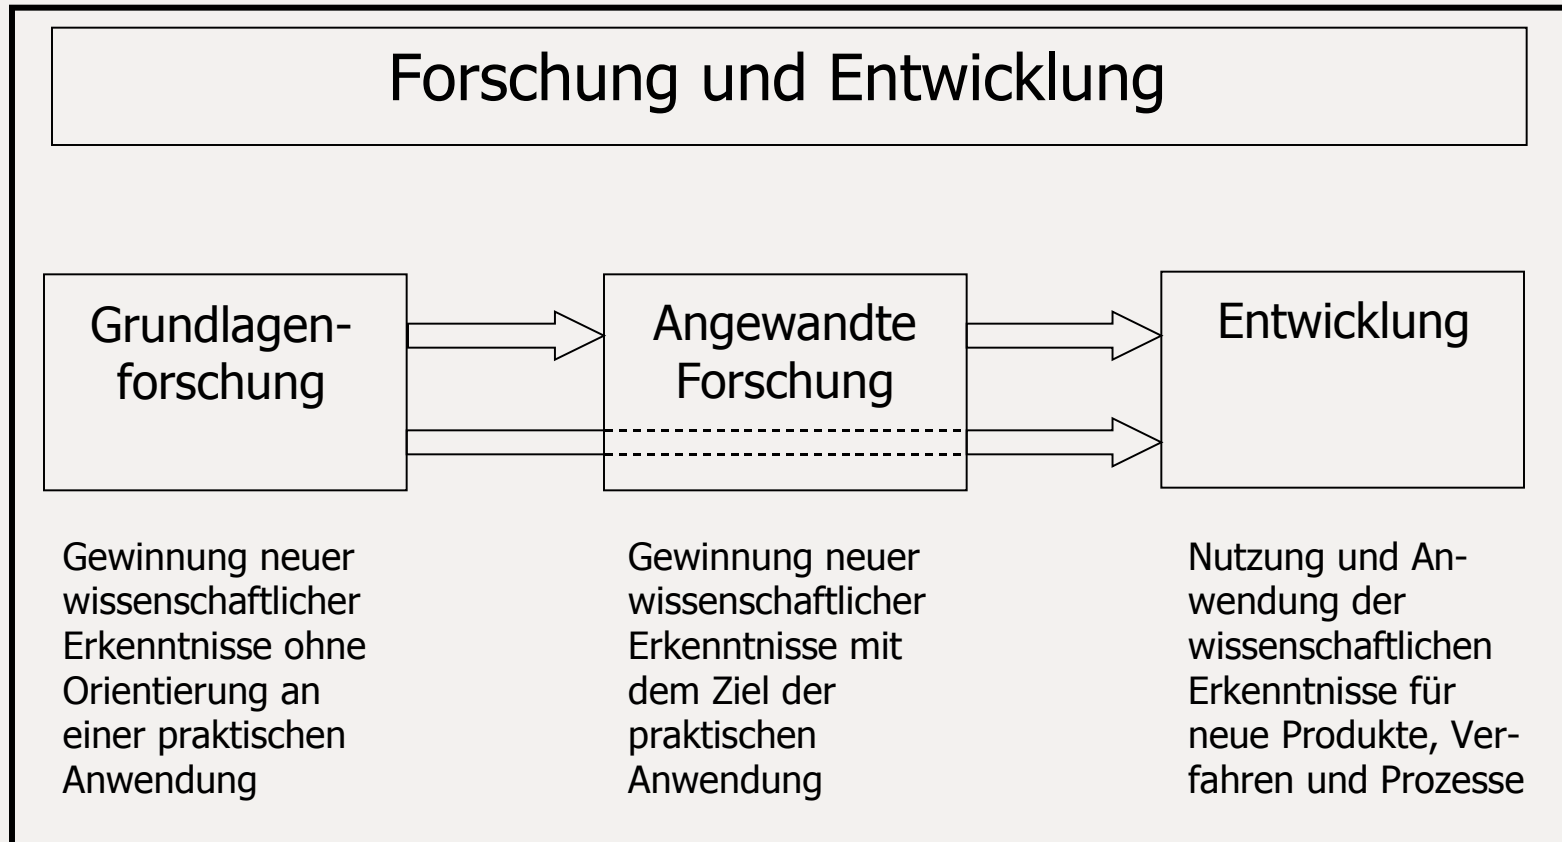 Forschung und Entwicklung
Grundlagen-
forschung
Angewandte
Forschung
Entwicklung
Gewinnung neuer
wissenschaftlicher
Erkenntnisse ohne
Orientierung an
einer praktischen
Anwendung
Gewinnung neuer
wissenschaftlicher
Erkenntnisse mit
dem Ziel der
praktischen
Anwendung
Nutzung und An-
wendung der
wissenschaftlichen
Erkenntnisse für
neue Produkte, Ver-
fahren und Prozesse